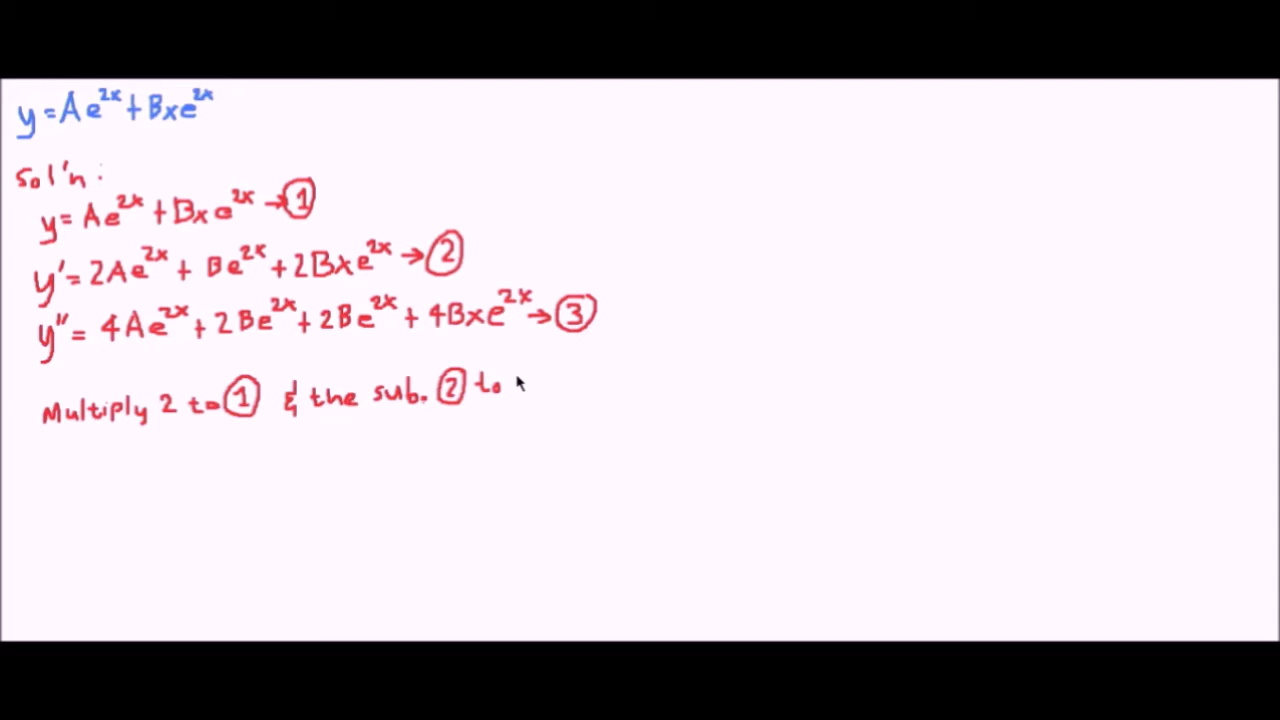 y = Ae^{2x} + Bxe^{2x}
Sol'n :
y = Ae^{2x} + Bxe^{2x} → ①
y' = 2Ae^{2x} + Be^{2x} + 2Bxe^{2x} → ②
y'' = 4Ae^{2x} + 2Be^{2x} + 2Be^{2x} + 4Bxe^{2x} → ③
Multiply 2 to ① & the sub. ② to